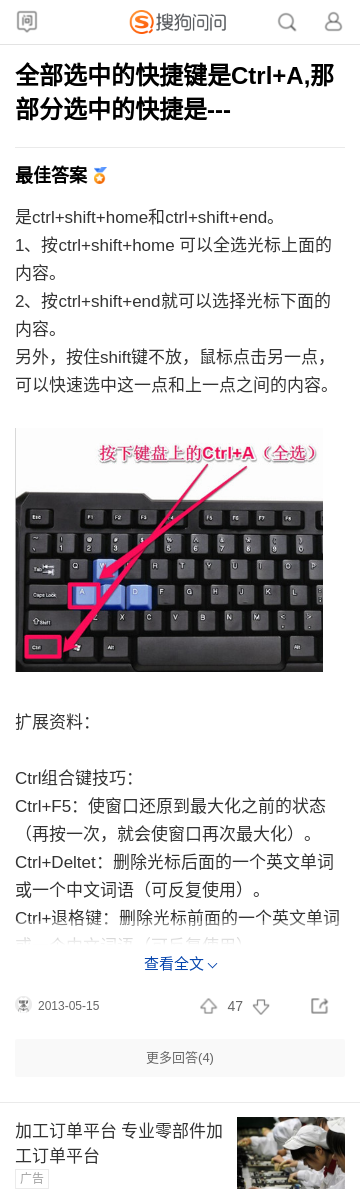 搜狗问问
全部选中的快捷键是Ctrl+A,那
部分选中的快捷是---
最佳答案
是ctrl+shift+home和ctrl+shift+end。
1、按ctrl+shift+home 可以全选光标上面的
内容。
2、按ctrl+shift+end就可以选择光标下面的
内容。
另外，按住shift键不放，鼠标点击另一点，
可以快速选中这一点和上一点之间的内容。
按下键盘上的Ctrl+A（全选）
Esc F1 F2 F3 F4 F5 F6 F7 F8
Tab Q W R T Y U I O P
Caps Lock A D F G H J K L
Shift Z X C V B N M
Ctrl Alt Alt
扩展资料：
Ctrl组合键技巧：
Ctrl+F5：使窗口还原到最大化之前的状态
（再按一次，就会使窗口再次最大化）。
Ctrl+Deltet：删除光标后面的一个英文单词
或一个中文词语（可反复使用）。
Ctrl+退格键：删除光标前面的一个英文单词
或一个中文词语（可反复使用）
查看全文
2013-05-15 47
更多回答(4)
加工订单平台 专业零部件加
工订单平台
广告